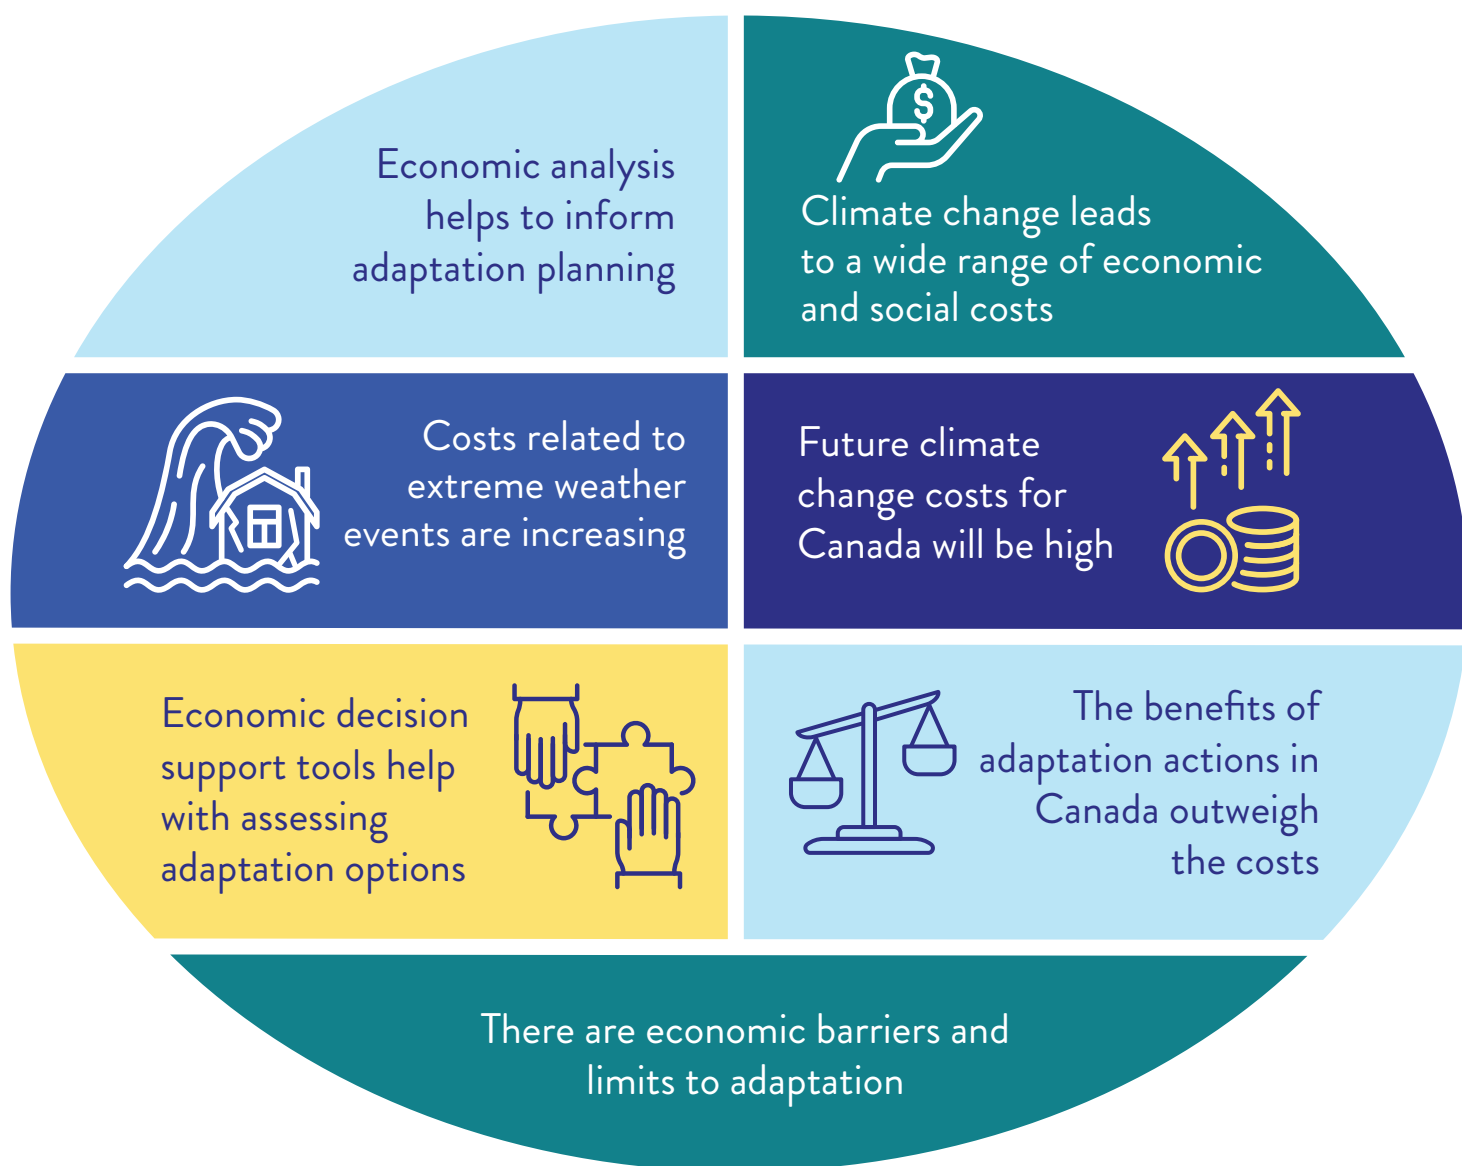 Economic analysis
helps to inform
adaptation planning
$
Climate change leads
to a wide range of economic
and social costs
Costs related to
extreme weather
events are increasing
Future climate
change costs for
Canada will be high
Economic decision
support tools help
with assessing
adaptation options
The benefits of
adaptation actions in
Canada outweigh
the costs
There are economic barriers and
limits to adaptation